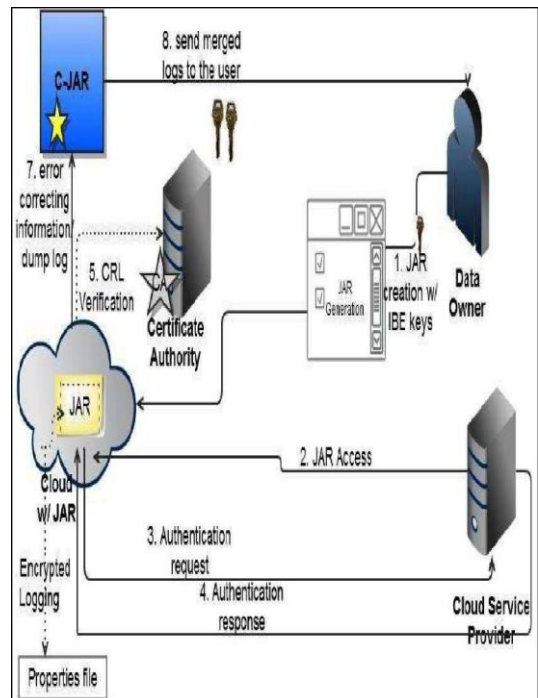 8. send merged
logs to the user
C-JAR
7. error
correcting
information/
dump log
5. CRL
Verification
CA
Certificate
Authority
JAR
Generation
1. JAR
creation w/
IBE keys
Data
Owner
JAR
Cloud
w/ JAR
2. JAR Access
3. Authentication
request
4. Authentication
response
Encrypted
Logging
Cloud Service
Provider
Properties file